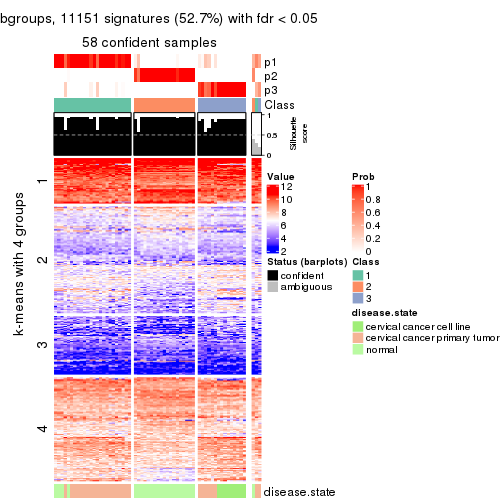 bgroups, 11151 signatures (52.7%) with fdr < 0.05
58 confident samples
p1
p2
p3
Class
1
0.5
0
Silhouette
score
k-means with 4 groups
1
2
3
4
Value
12
10
8
6
4
2
Prob
1
0.8
0.6
0.4
0.2
0
Status (barplots)
confident
ambiguous
Class
1
2
3
disease.state
cervical cancer cell line
cervical cancer primary tumor
normal
disease.state